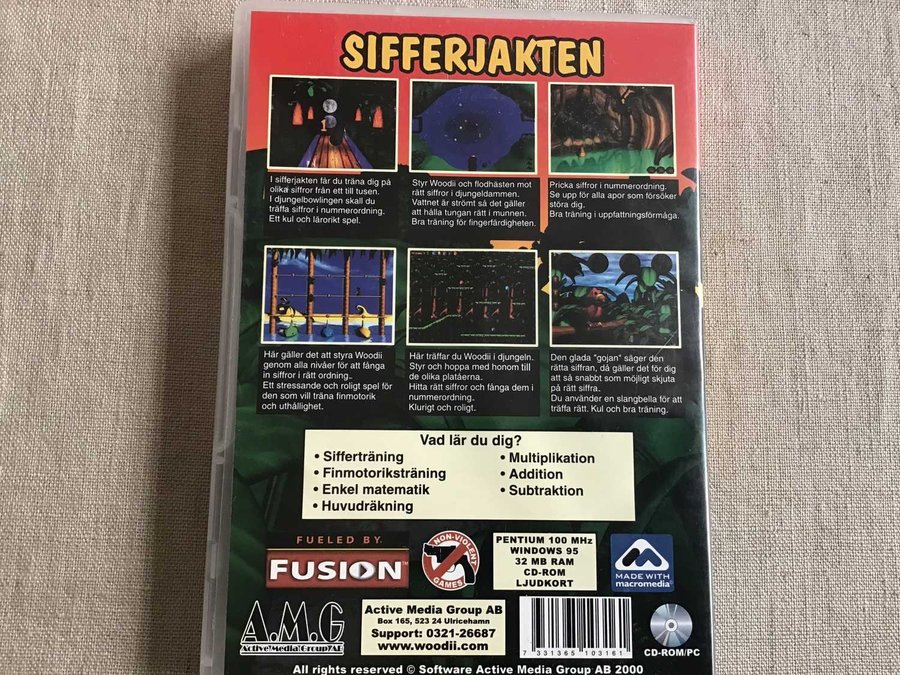 SIFFERJAKTEN
I sifferjakten får du träna dig på
olika siffror från ett till tusen.
I djungelbowlingen skall du
träffa siffror i nummerordning.
Ett kul och lärorikt spel.
Styr Woodii och flodhästen mot
rätt siffror i djungeldammen.
Vattnet är strömt så det gäller
att hålla tungan rätt i munnen.
Bra träning för fingerfärdigheten.
Pricka siffror i nummerordning.
Se upp för alla apor som försöker
störa dig.
Bra träning i uppfattningsförmåga.
Här gäller det att styra Woodii
genom alla nivåer för att fånga
in siffror i rätt ordning.
Ett stressande och roligt spel för
den som vill träna finmotorik
och uthållighet.
Här träffar du Woodii i djungeln.
Styr och hoppa med honom till
de olika platåerna.
Hitta rätt siffror och fånga dem i
nummerordning.
Klurigt och roligt.
Den glada "gojan" säger den
rätta siffran, då gäller det för dig
att så snabbt som möjligt skjuta
på rätt siffra.
Du använder en slangbella för att
träffa rätt. Kul och bra träning.
Vad lär du dig?
• Sifferträning
• Finmotoriksträning
• Enkel matematik
• Huvudräkning
• Multiplikation
• Addition
• Subtraktion
FUELED BY
FUSION™
NON-VIOLENT
GAMES
PENTIUM 100 MHz
WINDOWS 95
32 MB RAM
CD-ROM
LJUDKORT
MADE WITH
macromedia®
A.M.G
Active!Media!Group!AB
Active Media Group AB
Box 165, 523 24 Ulricehamn
Support: 0321-26687
www.woodii.com
7 331365 103161
CD-ROM/PC
All rights reserved © Software Active Media Group AB 2000